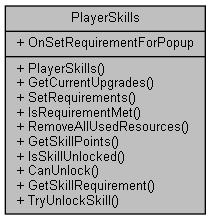 PlayerSkills
+ OnSetRequirementForPopup
+ PlayerSkills()
+ GetCurrentUpgrades()
+ SetRequirements()
+ IsRequirementMet()
+ RemoveAllUsedResources()
+ GetSkillPoints()
+ IsSkillUnlocked()
+ CanUnlock()
+ GetSkillRequirement()
+ TryUnlockSkill()